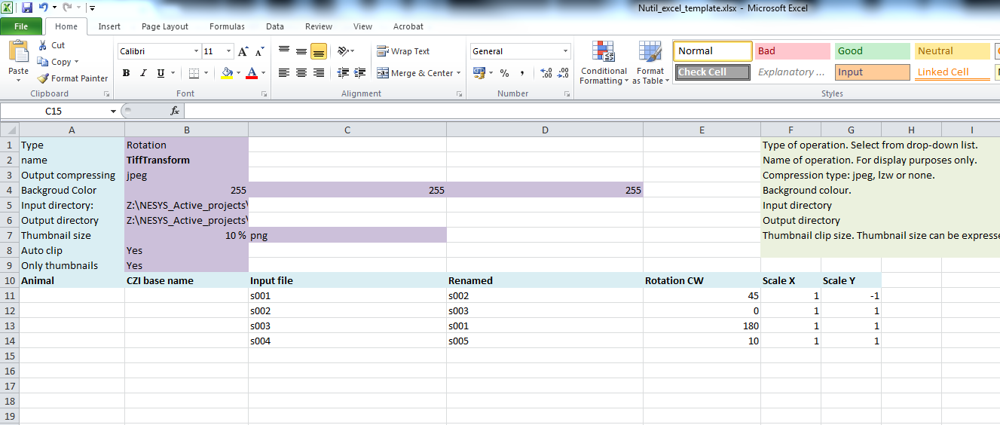 Nutil_excel_template.xlsx - Microsoft Excel
File Home Insert Page Layout Formulas Data Review View Acrobat
Paste
Cut
Copy
Format Painter
Clipboard
Calibri 11 A A
B I U A
Font
Wrap Text
Merge & Center
Alignment
General
% , .00 .0
Number
Conditional Formatting
Format as Table
Normal Bad Good Neutral
Check Cell Explanatory ... Input Linked Cell
Styles
C15 fx
A B C D E F G H I
1 Type Rotation Type of operation. Select from drop-down list.
2 name TiffTransform Name of operation. For display purposes only.
3 Output compressing jpeg Compression type: jpeg, lzw or none.
4 Backgroud Color 255 255 255 Background colour.
5 Input directory: Z:\NESYS_Active_projects\ Input directory
6 Output directory Z:\NESYS_Active_projects\ Output directory
7 Thumbnail size 10 % png Thumbnail clip size. Thumbnail size can be expresse
8 Auto clip Yes
9 Only thumbnails Yes
10 Animal CZI base name Input file Renamed Rotation CW Scale X Scale Y
11 s001 s002 45 1 -1
12 s002 s003 0 1 1
13 s003 s001 180 1 1
14 s004 s005 10 1 1
15
16
17
18
19